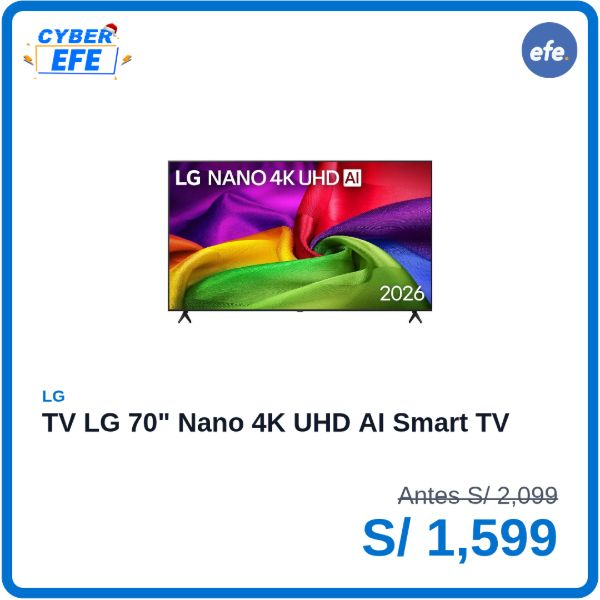 CYBER
EFE
efe.
LG NANO 4K UHD AI
2026
LG
TV LG 70" Nano 4K UHD AI Smart TV
Antes S/ 2,099
S/ 1,599